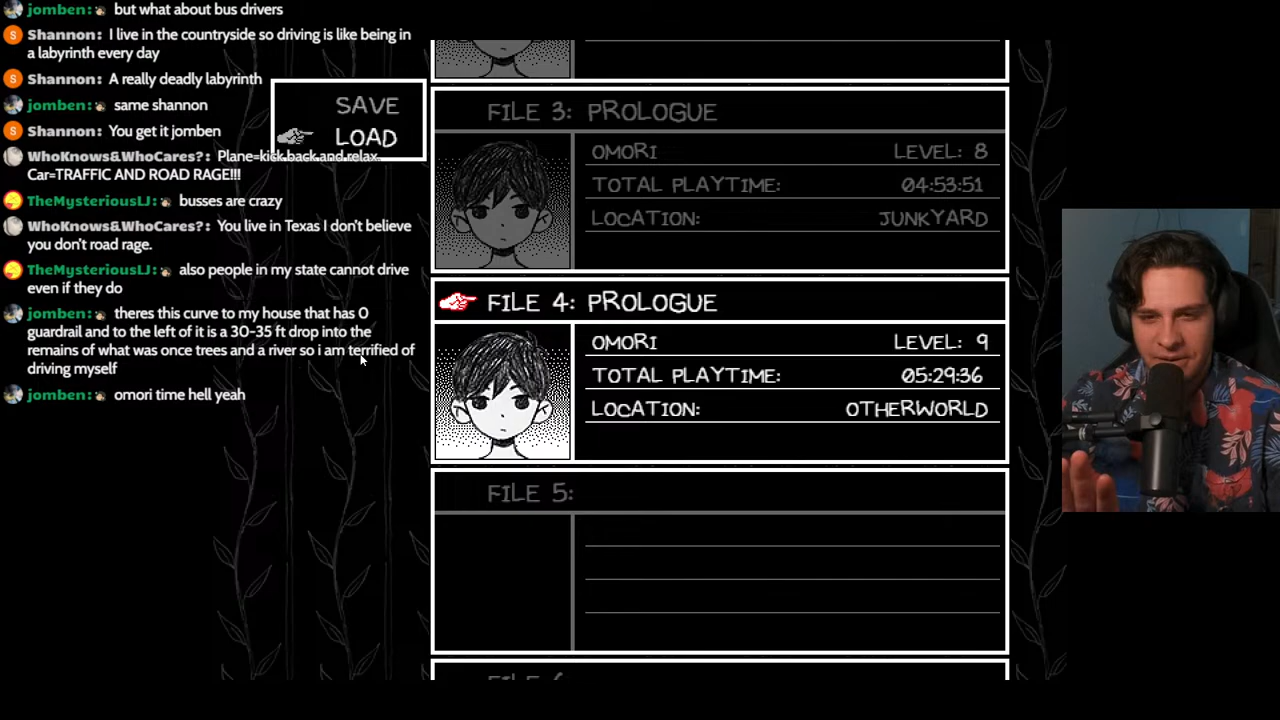 jomben: but what about bus drivers
Shannon: I live in the countryside so driving is like being in
a labyrinth every day
Shannon: A really deadly labyrinth
jomben: same shannon
Shannon: You get it jomben
WhoKnows&WhoCares?: Plane=kick back and relax.
Car=TRAFFIC AND ROAD RAGE!!!
TheMysteriousLJ: busses are crazy
WhoKnows&WhoCares?: You live in Texas I don't believe
you don't road rage.
TheMysteriousLJ: also people in my state cannot drive
even if they do
jomben: theres this curve to my house that has 0
guardrail and to the left of it is a 30-35 ft drop into the
remains of what was once trees and a river so i am terrified of
driving myself
jomben: omori time hell yeah
SAVE
LOAD
FILE 3: PROLOGUE
OMORI LEVEL: 8
TOTAL PLAYTIME: 04:53:51
LOCATION: JUNKYARD
FILE 4: PROLOGUE
OMORI LEVEL: 9
TOTAL PLAYTIME: 05:29:36
LOCATION: OTHERWORLD
FILE 5: